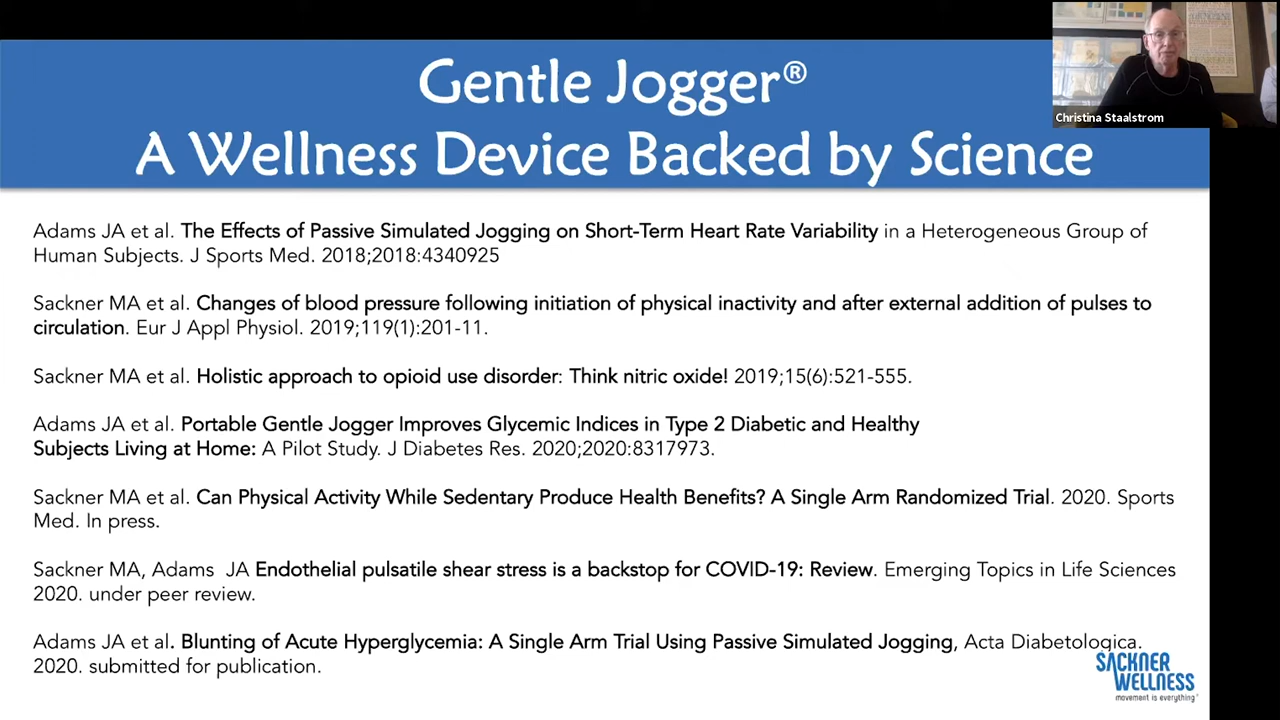 Gentle Jogger®
A Wellness Device Backed by Science
Christina Staalstrom
Adams JA et al. The Effects of Passive Simulated Jogging on Short-Term Heart Rate Variability in a Heterogeneous Group of
Human Subjects. J Sports Med. 2018;2018:4340925
Sackner MA et al. Changes of blood pressure following initiation of physical inactivity and after external addition of pulses to
circulation. Eur J Appl Physiol. 2019;119(1):201-11.
Sackner MA et al. Holistic approach to opioid use disorder: Think nitric oxide! 2019;15(6):521-555.
Adams JA et al. Portable Gentle Jogger Improves Glycemic Indices in Type 2 Diabetic and Healthy
Subjects Living at Home: A Pilot Study. J Diabetes Res. 2020;2020:8317973.
Sackner MA et al. Can Physical Activity While Sedentary Produce Health Benefits? A Single Arm Randomized Trial. 2020. Sports
Med. In press.
Sackner MA, Adams JA Endothelial pulsatile shear stress is a backstop for COVID-19: Review. Emerging Topics in Life Sciences
2020. under peer review.
Adams JA et al. Blunting of Acute Hyperglycemia: A Single Arm Trial Using Passive Simulated Jogging, Acta Diabetologica.
2020. submitted for publication.
SACKNER
WELLNESS
movement is everything